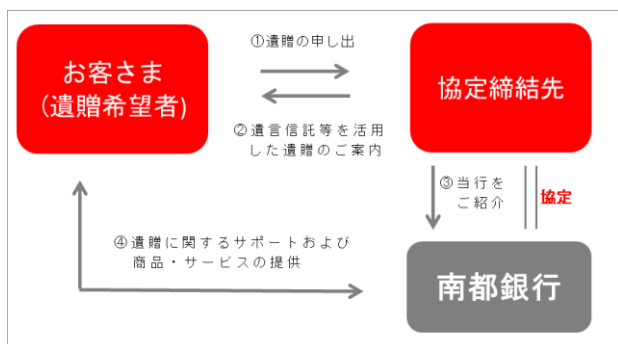 ①遺贈の申し出
お客さま
(遺贈希望者)
協定締結先
②遺言信託等を活用
した遺贈のご案内
③当行を
ご紹介
協定
④遺贈に関するサポートおよび
商品・サービスの提供
南都銀行